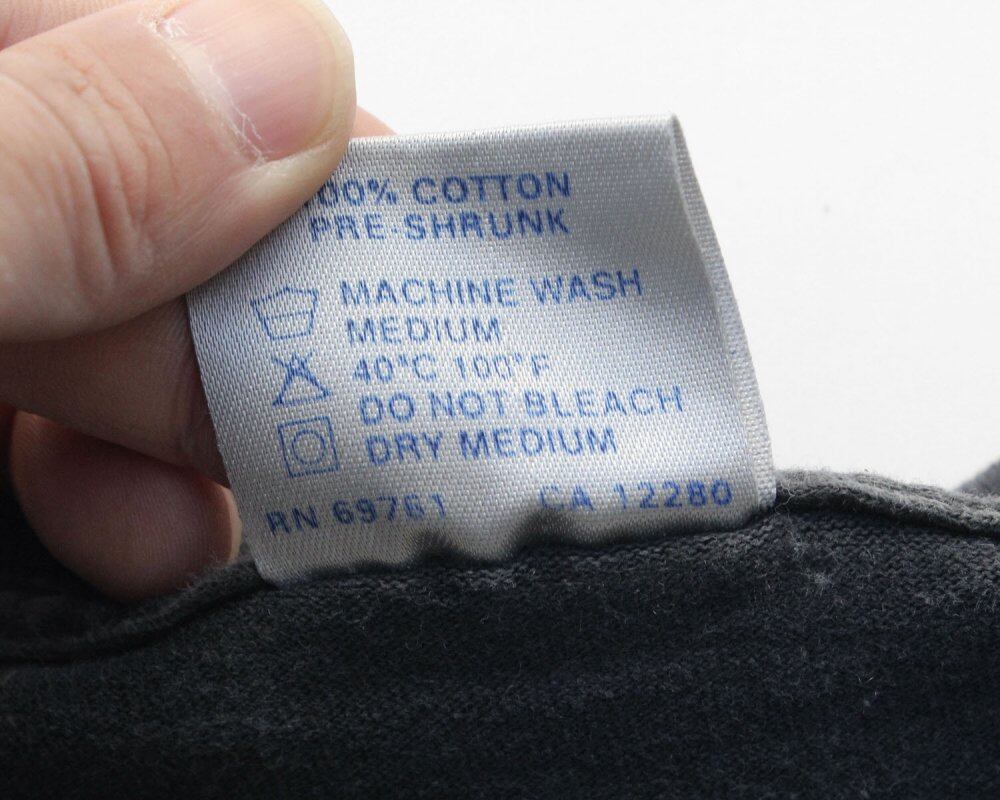 00% COTTON
PRE-SHRUNK
MACHINE WASH
MEDIUM
40°C 100°F
DO NOT BLEACH
DRY MEDIUM
RN 69761 CA 12280